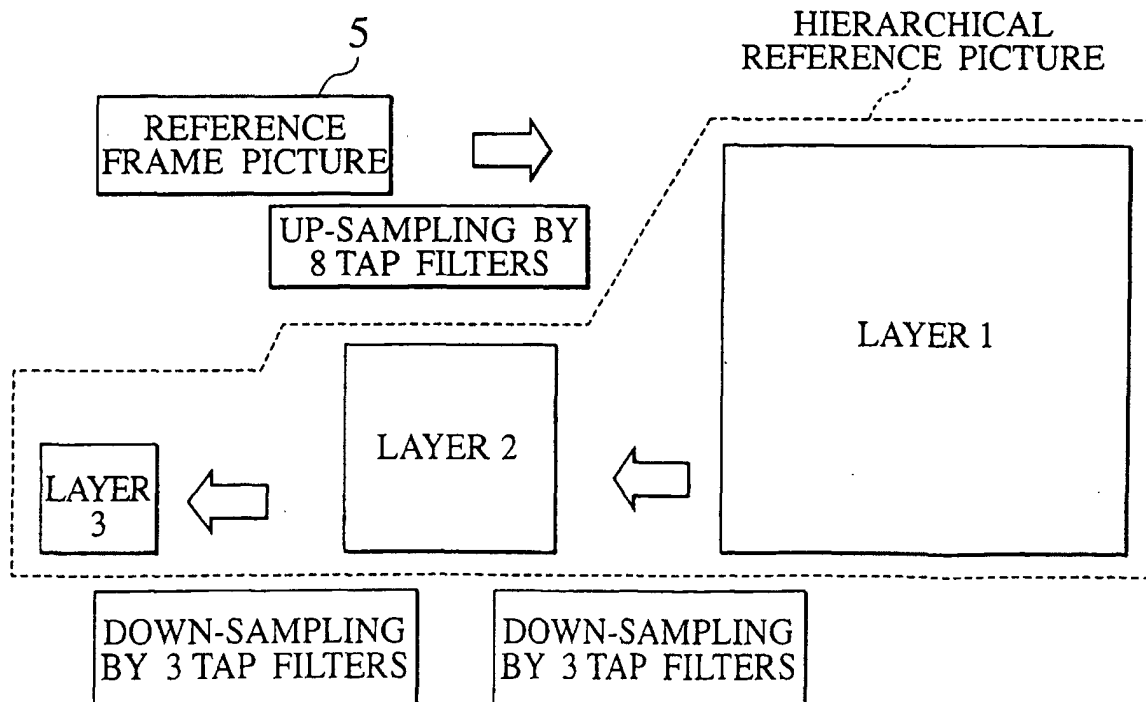 5
HIERARCHICAL
REFERENCE PICTURE
REFERENCE
FRAME PICTURE
UP-SAMPLING BY
8 TAP FILTERS
LAYER 1
LAYER 2
LAYER
3
DOWN-SAMPLING
BY 3 TAP FILTERS
DOWN-SAMPLING
BY 3 TAP FILTERS